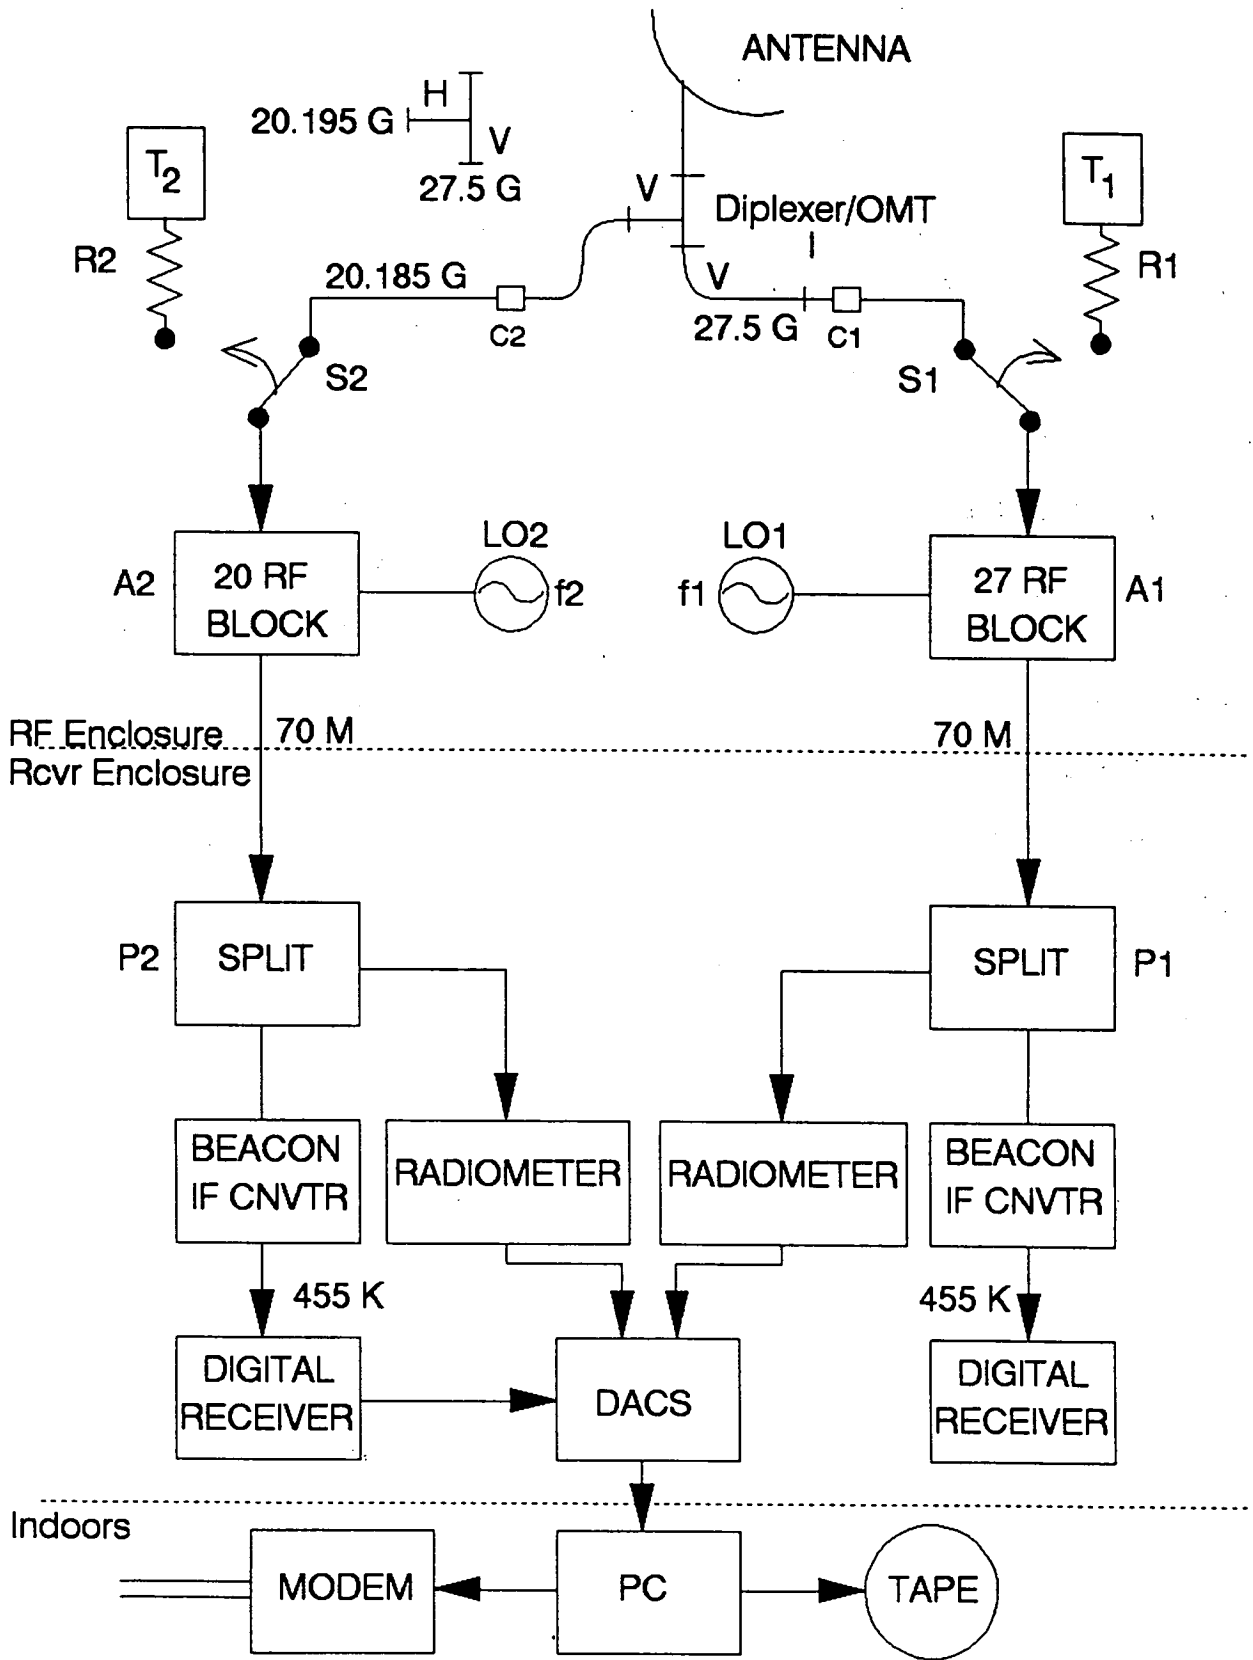 ANTENNA
H
20.195 G
V
27.5 G
T2
T1
V
Diplexer/OMT
R2
R1
20.185 G
V
27.5 G
C2
C1
S2
S1
LO2
LO1
A2
20 RF
BLOCK
f2
f1
27 RF
BLOCK
A1
RF Enclosure
70 M
70 M
Rcvr Enclosure
P2
SPLIT
SPLIT
P1
BEACON
IF CNVTR
RADIOMETER
RADIOMETER
BEACON
IF CNVTR
455 K
455 K
DIGITAL
RECEIVER
DACS
DIGITAL
RECEIVER
Indoors
MODEM
PC
TAPE